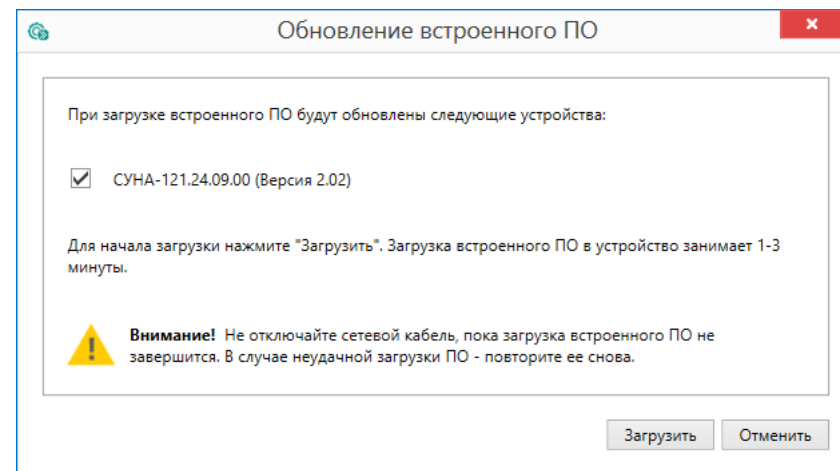 Обновление встроенного ПО
При загрузке встроенного ПО будут обновлены следующие устройства:
СУНА-121.24.09.00 (Версия 2.02)
Для начала загрузки нажмите "Загрузить". Загрузка встроенного ПО в устройство занимает 1-3
минуты.
Внимание! Не отключайте сетевой кабель, пока загрузка встроенного ПО не
завершится. В случае неудачной загрузки ПО - повторите ее снова.
Загрузить Отменить